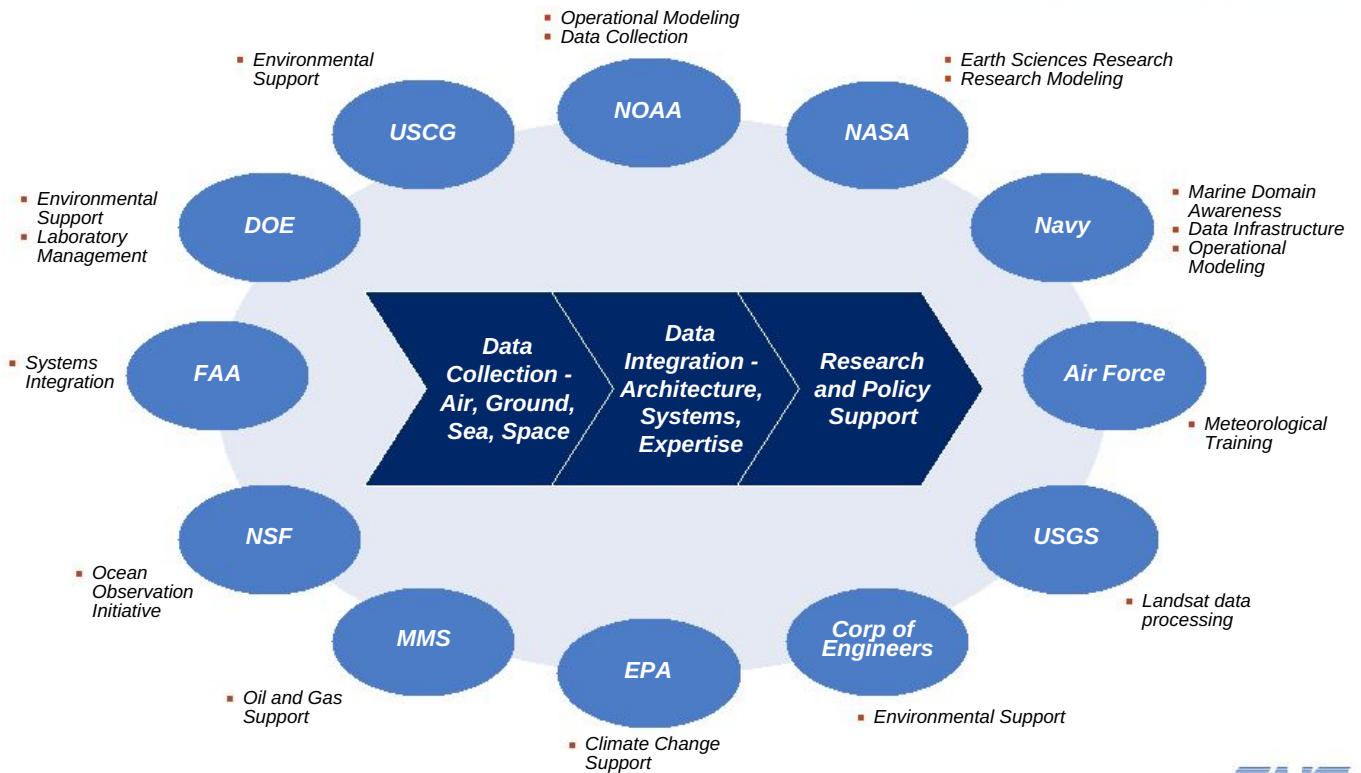 ▪ Operational Modeling
▪ Data Collection
▪ Environmental
Support
▪ Earth Sciences Research
▪ Research Modeling
NOAA
USCG
NASA
▪ Environmental
Support
▪ Laboratory
Management
DOE
Navy
▪ Marine Domain
Awareness
▪ Data Infrastructure
▪ Operational
Modeling
▪ Systems
Integration
FAA
Data
Collection -
Air, Ground,
Sea, Space
Data
Integration -
Architecture,
Systems,
Expertise
Research
and Policy
Support
Air Force
▪ Meteorological
Training
NSF
▪ Ocean
Observation
Initiative
USGS
▪ Landsat data
processing
MMS
▪ Oil and Gas
Support
EPA
▪ Climate Change
Support
Corp of
Engineers
▪ Environmental Support